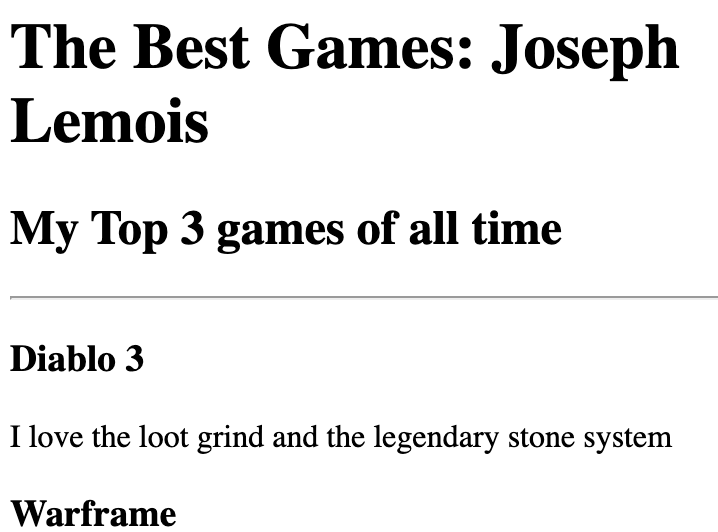 The Best Games: Joseph
Lemois
My Top 3 games of all time
Diablo 3
I love the loot grind and the legendary stone system
Warframe